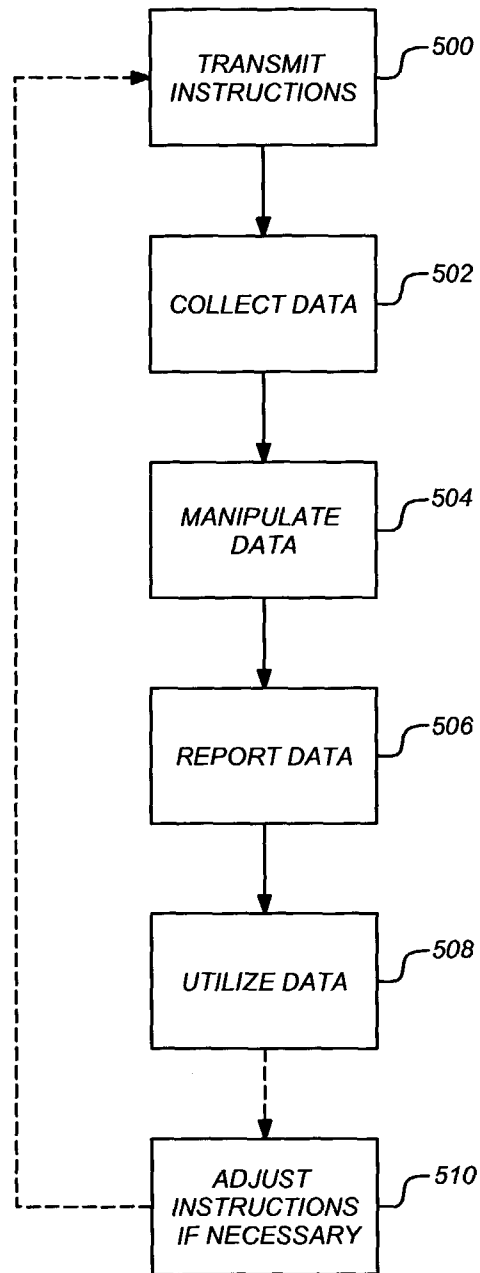 TRANSMIT
INSTRUCTIONS
500
COLLECT DATA
502
MANIPULATE
DATA
504
REPORT DATA
506
UTILIZE DATA
508
ADJUST
INSTRUCTIONS
IF NECESSARY
510